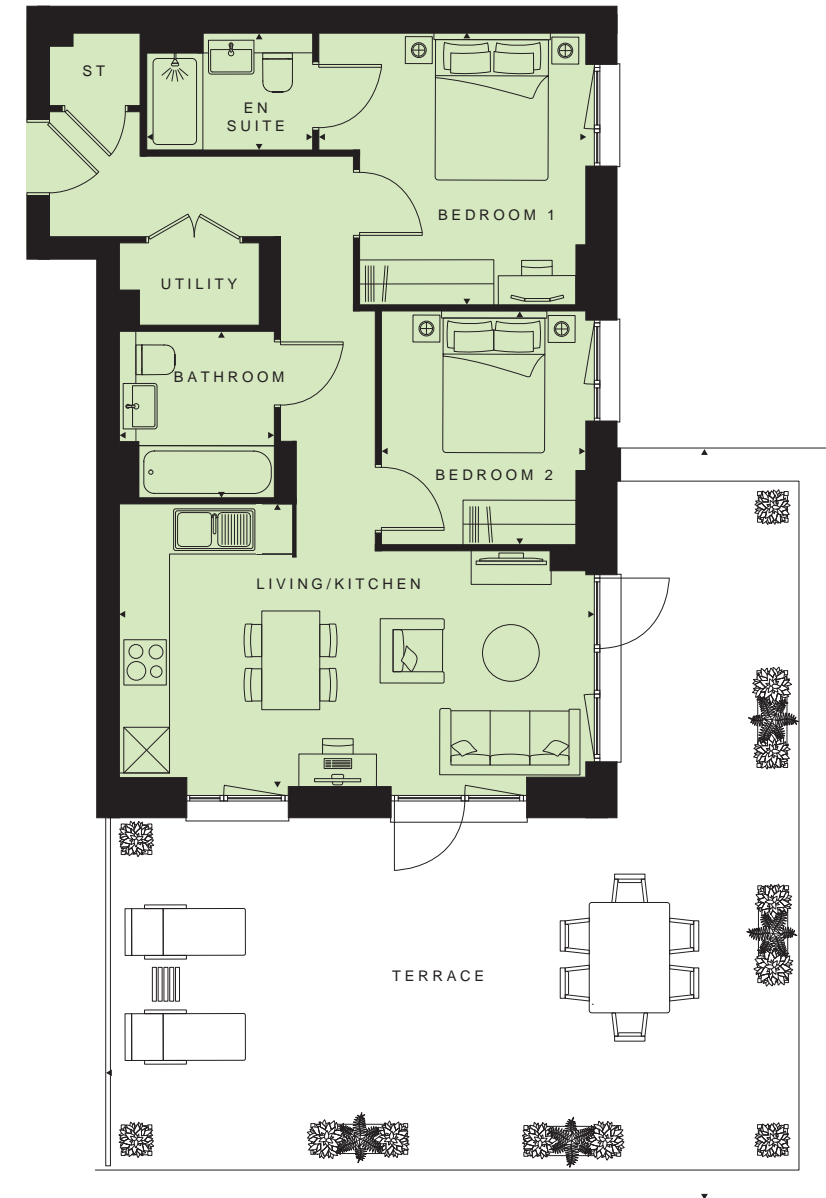 ST
EN
SUITE
BEDROOM 1
UTILITY
BATHROOM
BEDROOM 2
LIVING/KITCHEN
TERRACE